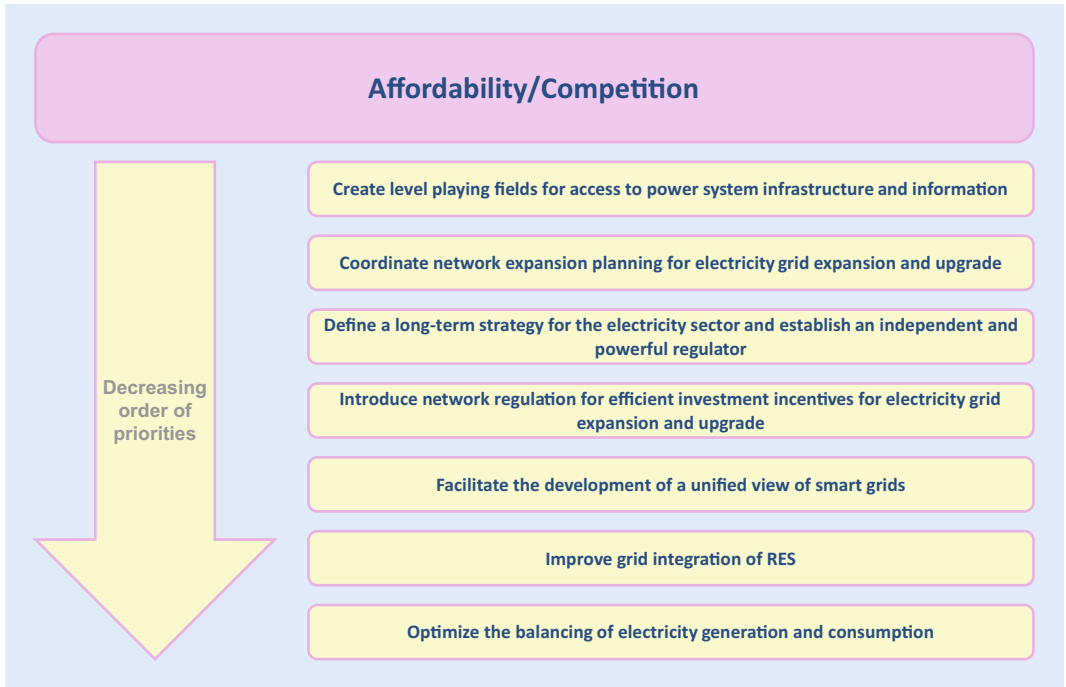 Affordability/Competition
Create level playing fields for access to power system infrastructure and information
Coordinate network expansion planning for electricity grid expansion and upgrade
Define a long-term strategy for the electricity sector and establish an independent and
powerful regulator
Decreasing
order of
priorities
Introduce network regulation for efficient investment incentives for electricity grid
expansion and upgrade
Facilitate the development of a unified view of smart grids
Improve grid integration of RES
Optimize the balancing of electricity generation and consumption